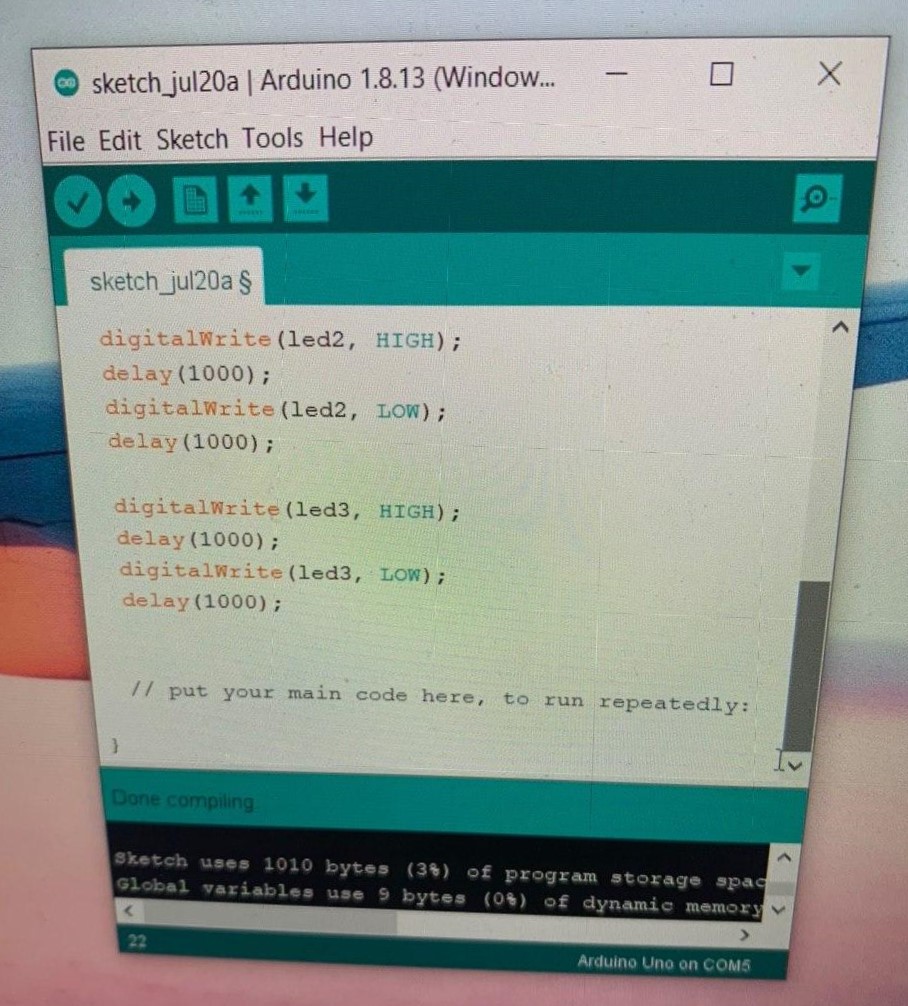 sketch_jul20a | Arduino 1.8.13 (Window...
File Edit Sketch Tools Help
sketch_jul20a §
digitalWrite(led2, HIGH);
delay(1000);
digitalWrite(led2, LOW);
delay(1000);
digitalWrite(led3, HIGH);
delay(1000);
digitalWrite(led3, LOW);
delay(1000);
// put your main code here, to run repeatedly:
}
Done compiling
Sketch uses 1010 bytes (3%) of program storage spac
Global variables use 9 bytes (0%) of dynamic memory
22
Arduino Uno on COM5